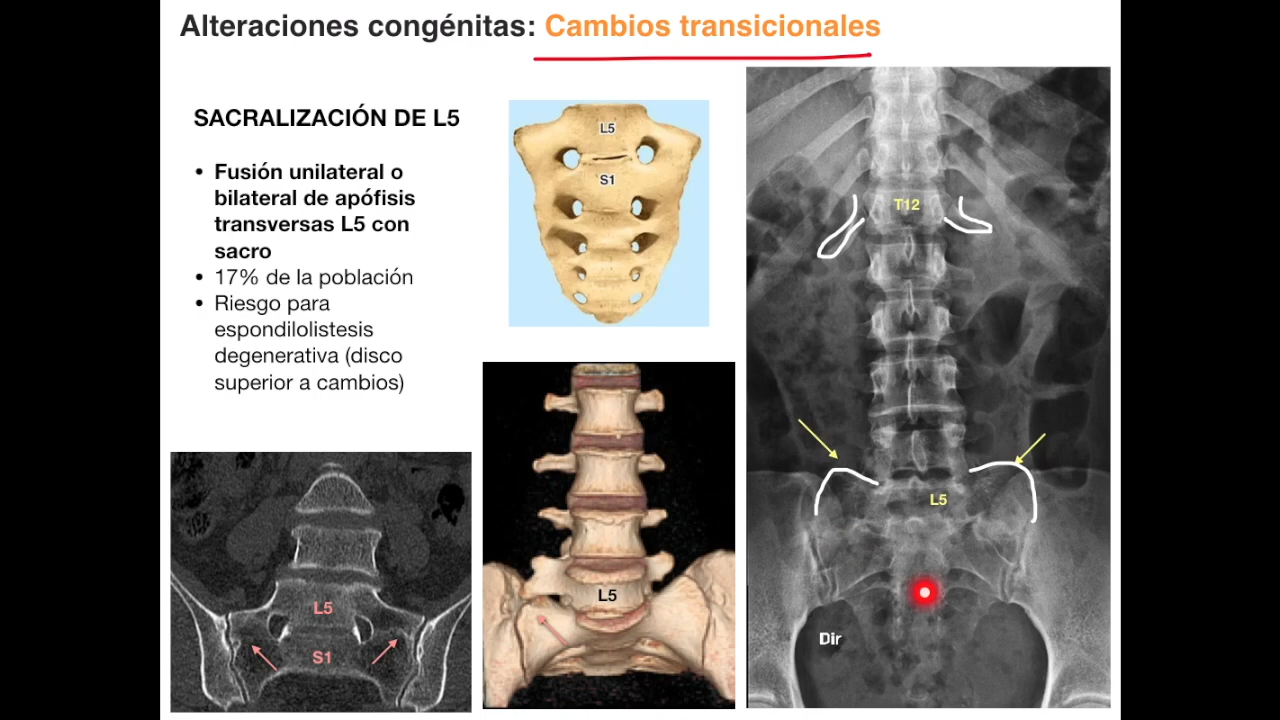 Alteraciones congénitas: Cambios transicionales
SACRALIZACIÓN DE L5
• Fusión unilateral o
bilateral de apófisis
transversas L5 con
sacro
• 17% de la población
• Riesgo para
espondilolistesis
degenerativa (disco
superior a cambios)
L5
S1
L5
S1
L5
T12
L5
Dir